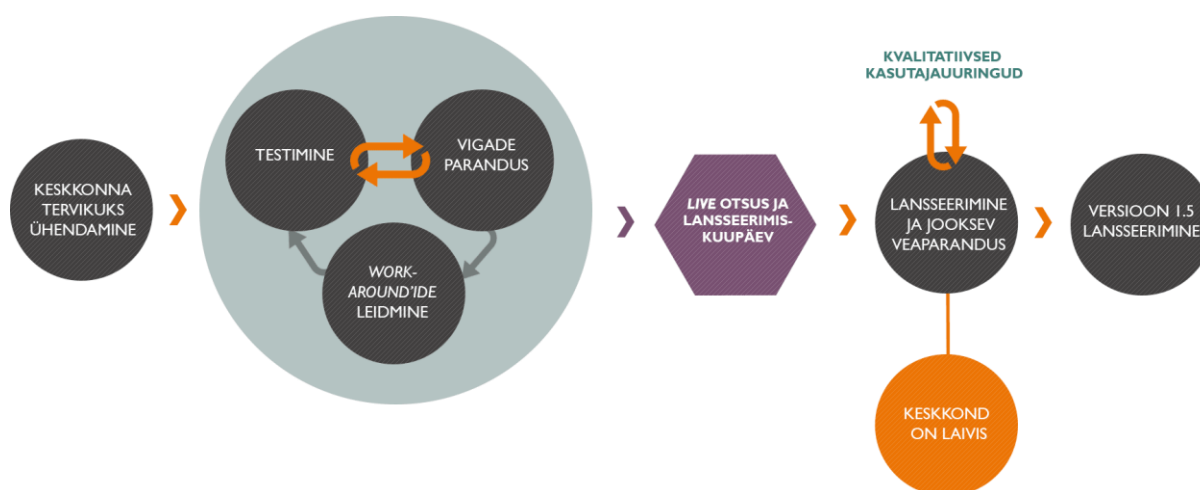 KESKKONNA
TERVIKUKS
ÜHENDAMINE
TESTIMINE
VIGADE
PARANDUS
WORK-
AROUND'IDE
LEIDMINE
LIVE OTSUS JA
LANSSEERIMIS-
KUUPÄEV
KVALITATIIVSED
KASUTAJAUURINGUD
LANSSEERIMINE
JA JOOKSEV
VEAPARANDUS
KESKKOND
ON LAIVIS
VERSIOON 1.5
LANSSEERIMINE